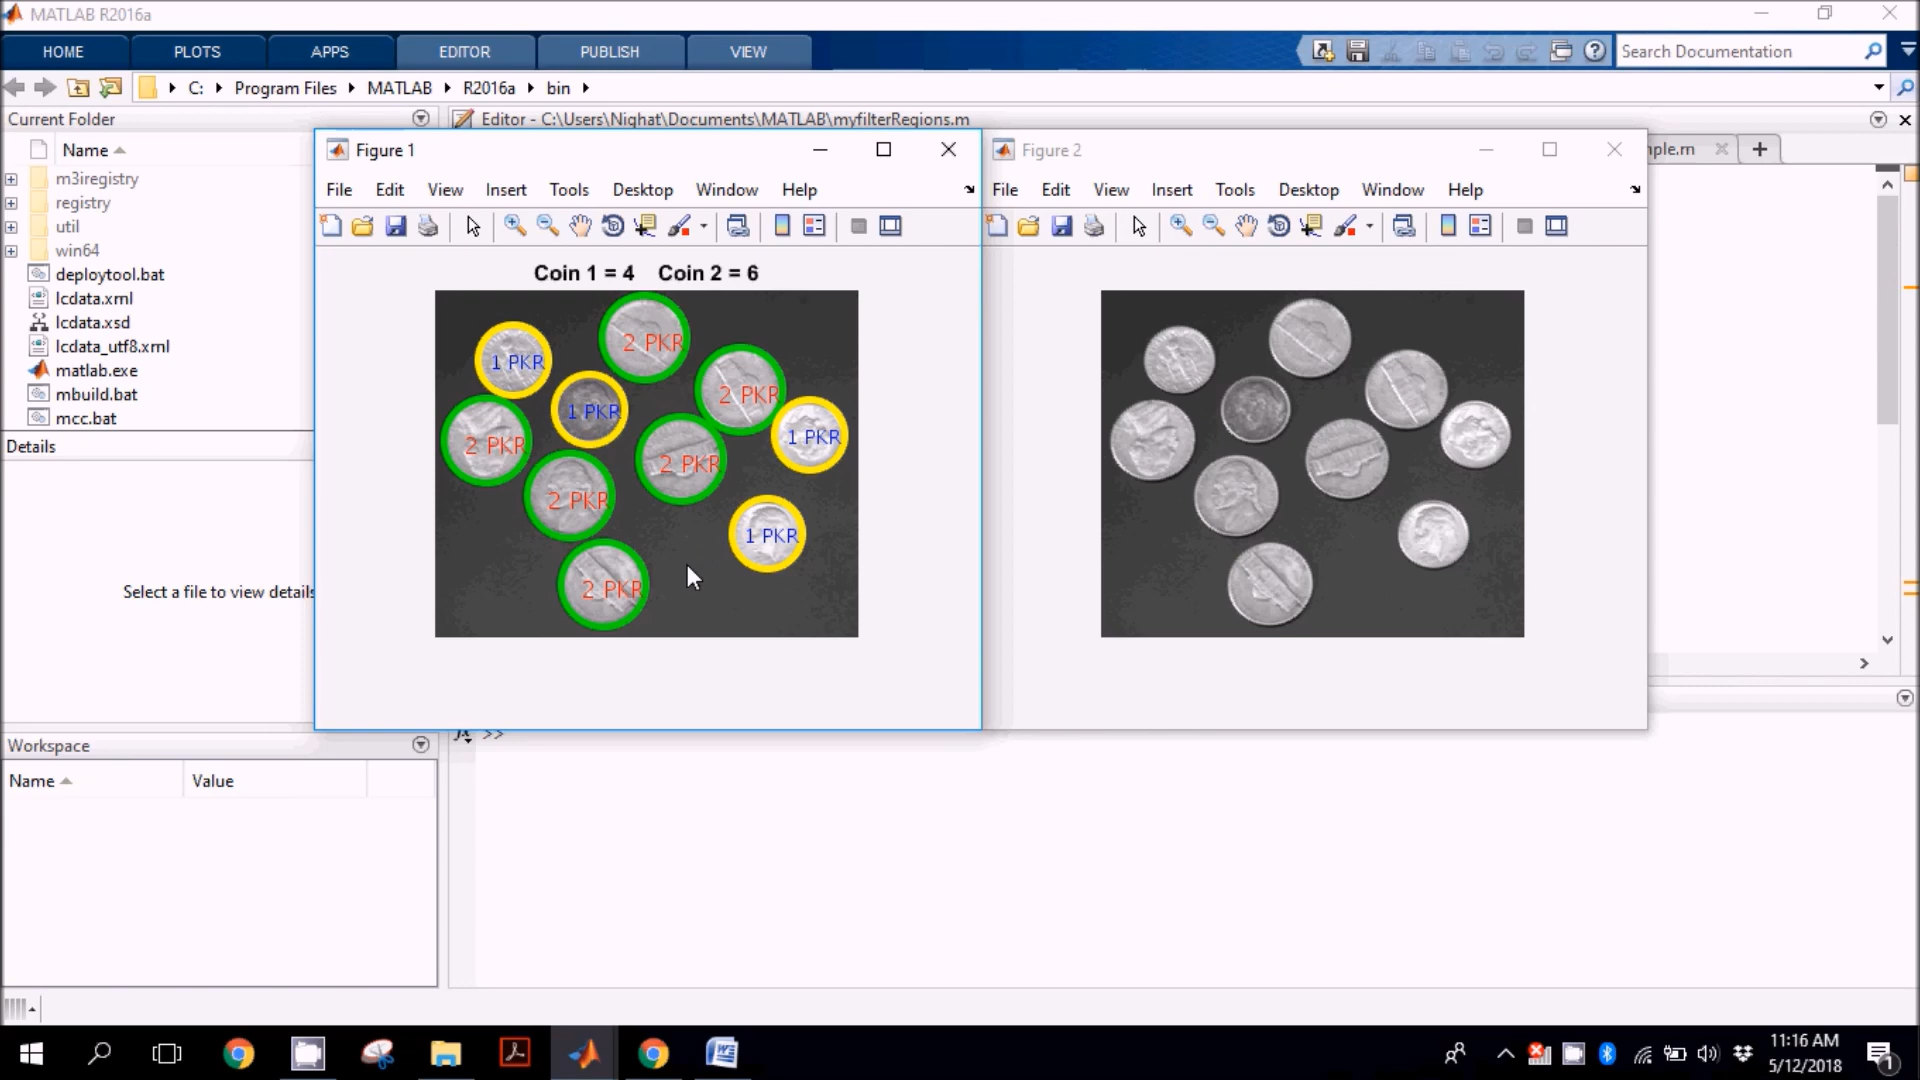 MATLAB R2016a
HOME PLOTS APPS EDITOR PUBLISH VIEW
Search Documentation
C: Program Files MATLAB R2016a bin
Current Folder
Editor - C:\Users\Nighat\Documents\MATLAB\myfilterRegions.m
Name
m3iregistry
registry
util
win64
deploytool.bat
lcdata.xml
lcdata.xsd
lcdata_utf8.xml
matlab.exe
mbuild.bat
mcc.bat
Details
Select a file to view details
Workspace
Name Value
Figure 1
File Edit View Insert Tools Desktop Window Help
Coin 1 = 4 Coin 2 = 6
2 PKR
1 PKR
2 PKR
1 PKR
1 PKR
2 PKR
2 PKR
2 PKR
1 PKR
2 PKR
Figure 2
File Edit View Insert Tools Desktop Window Help
mple.m
fx >>
11:16 AM
5/12/2018
1